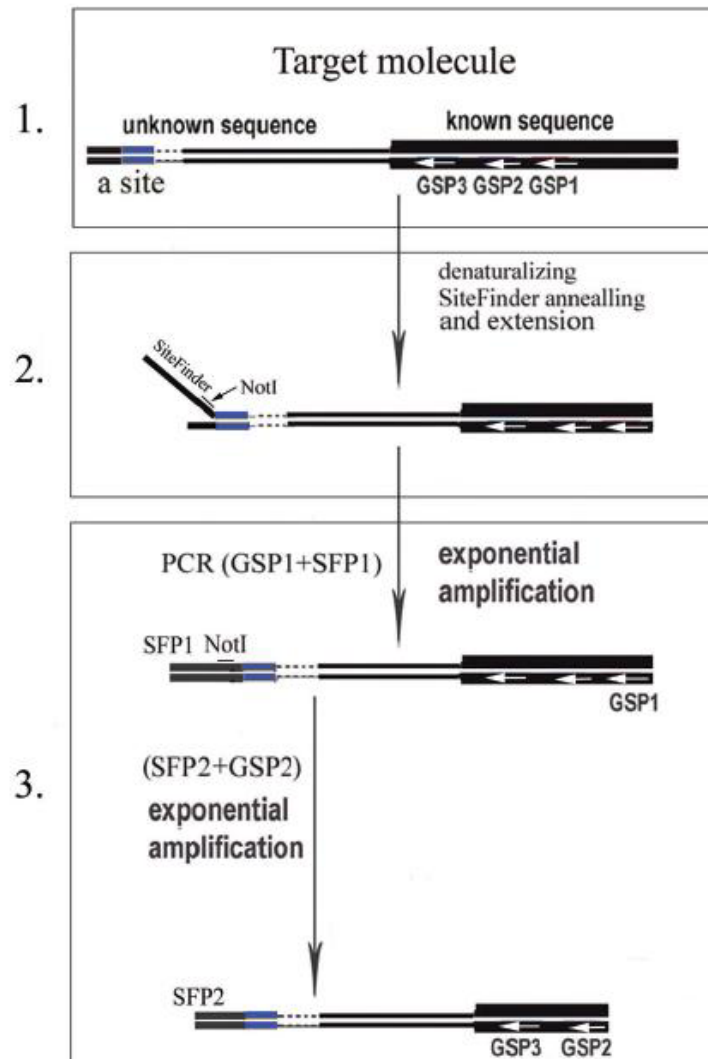 Target molecule
1.
unknown sequence
known sequence
a site
GSP3 GSP2 GSP1
denaturalizing
SiteFinder annealling
and extension
2.
SiteFinder
NotI
PCR (GSP1+SFP1)
exponential
amplification
SFP1 NotI
GSP1
3.
(SFP2+GSP2)
exponential
amplification
SFP2
GSP3 GSP2